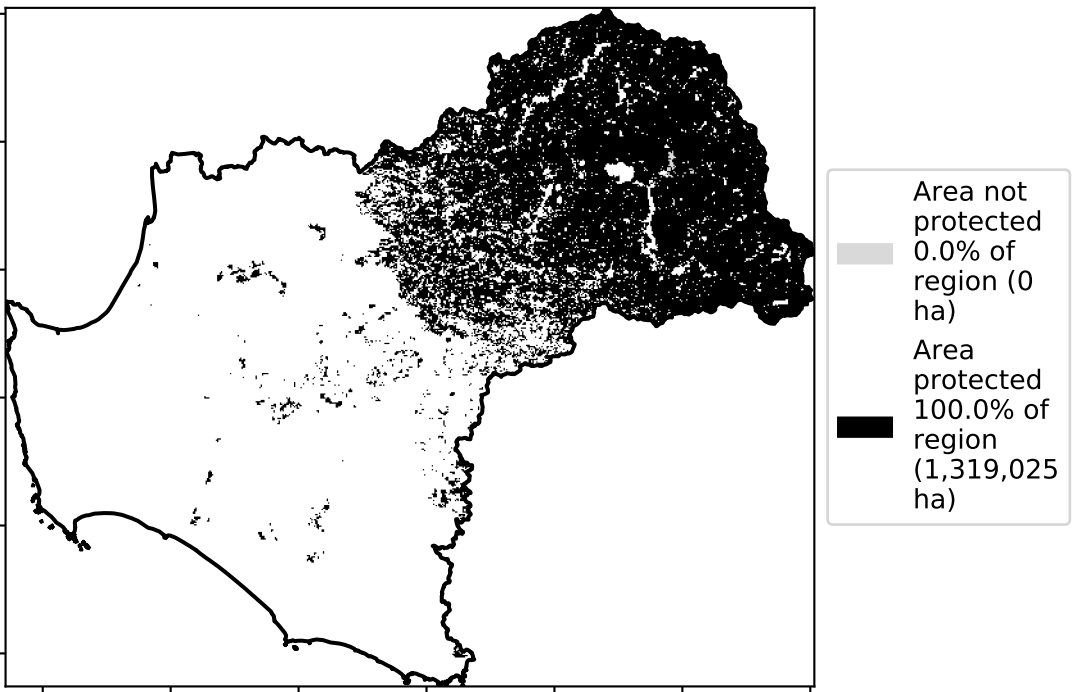 Area not
protected
0.0% of
region (0
ha)
Area
protected
100.0% of
region
(1,319,025
ha)